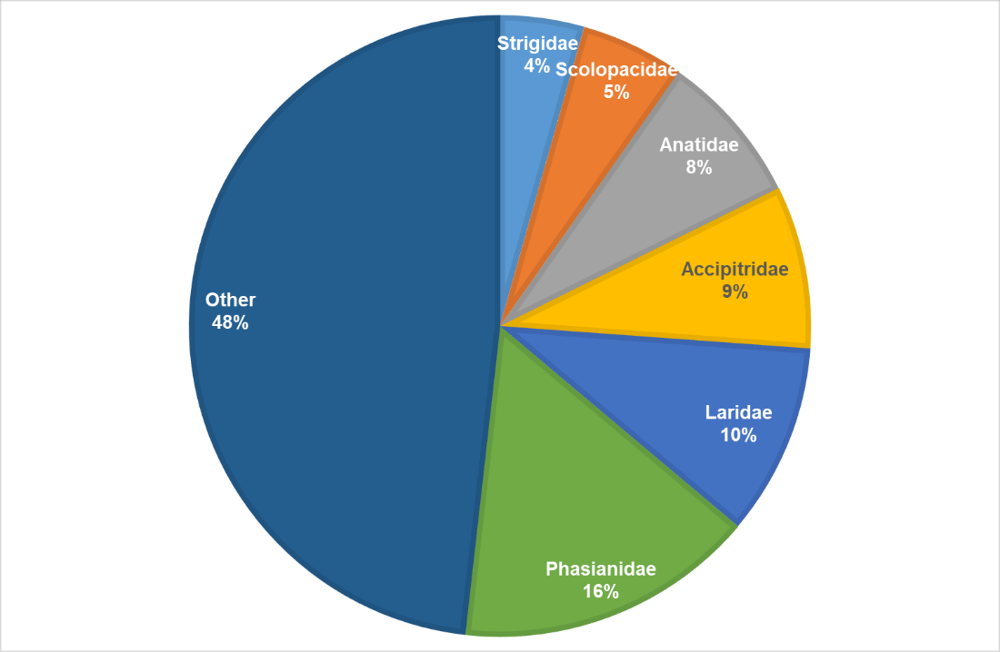 Strigidae
4%
Scolopacidae
5%
Anatidae
8%
Accipitridae
9%
Laridae
10%
Phasianidae
16%
Other
48%